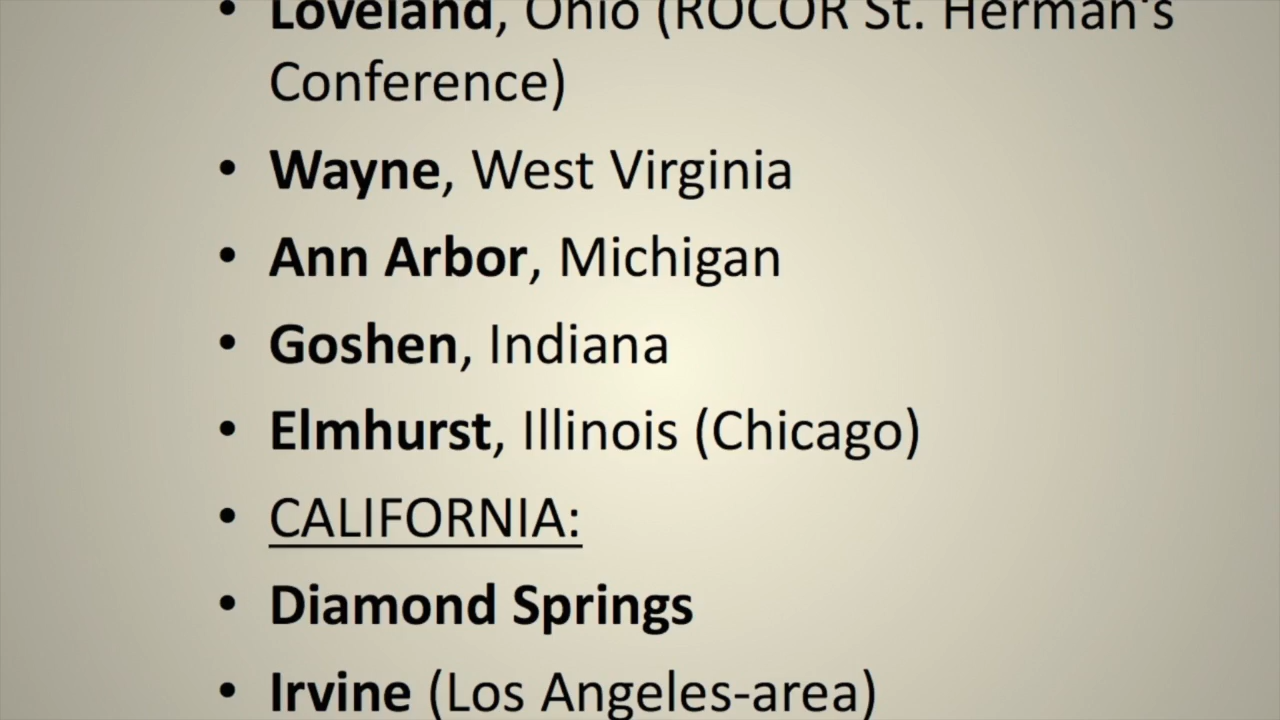 • Loveland, Ohio (ROCOR St. Herman's
Conference)
• Wayne, West Virginia
• Ann Arbor, Michigan
• Goshen, Indiana
• Elmhurst, Illinois (Chicago)
• CALIFORNIA:
• Diamond Springs
• Irvine (Los Angeles-area)